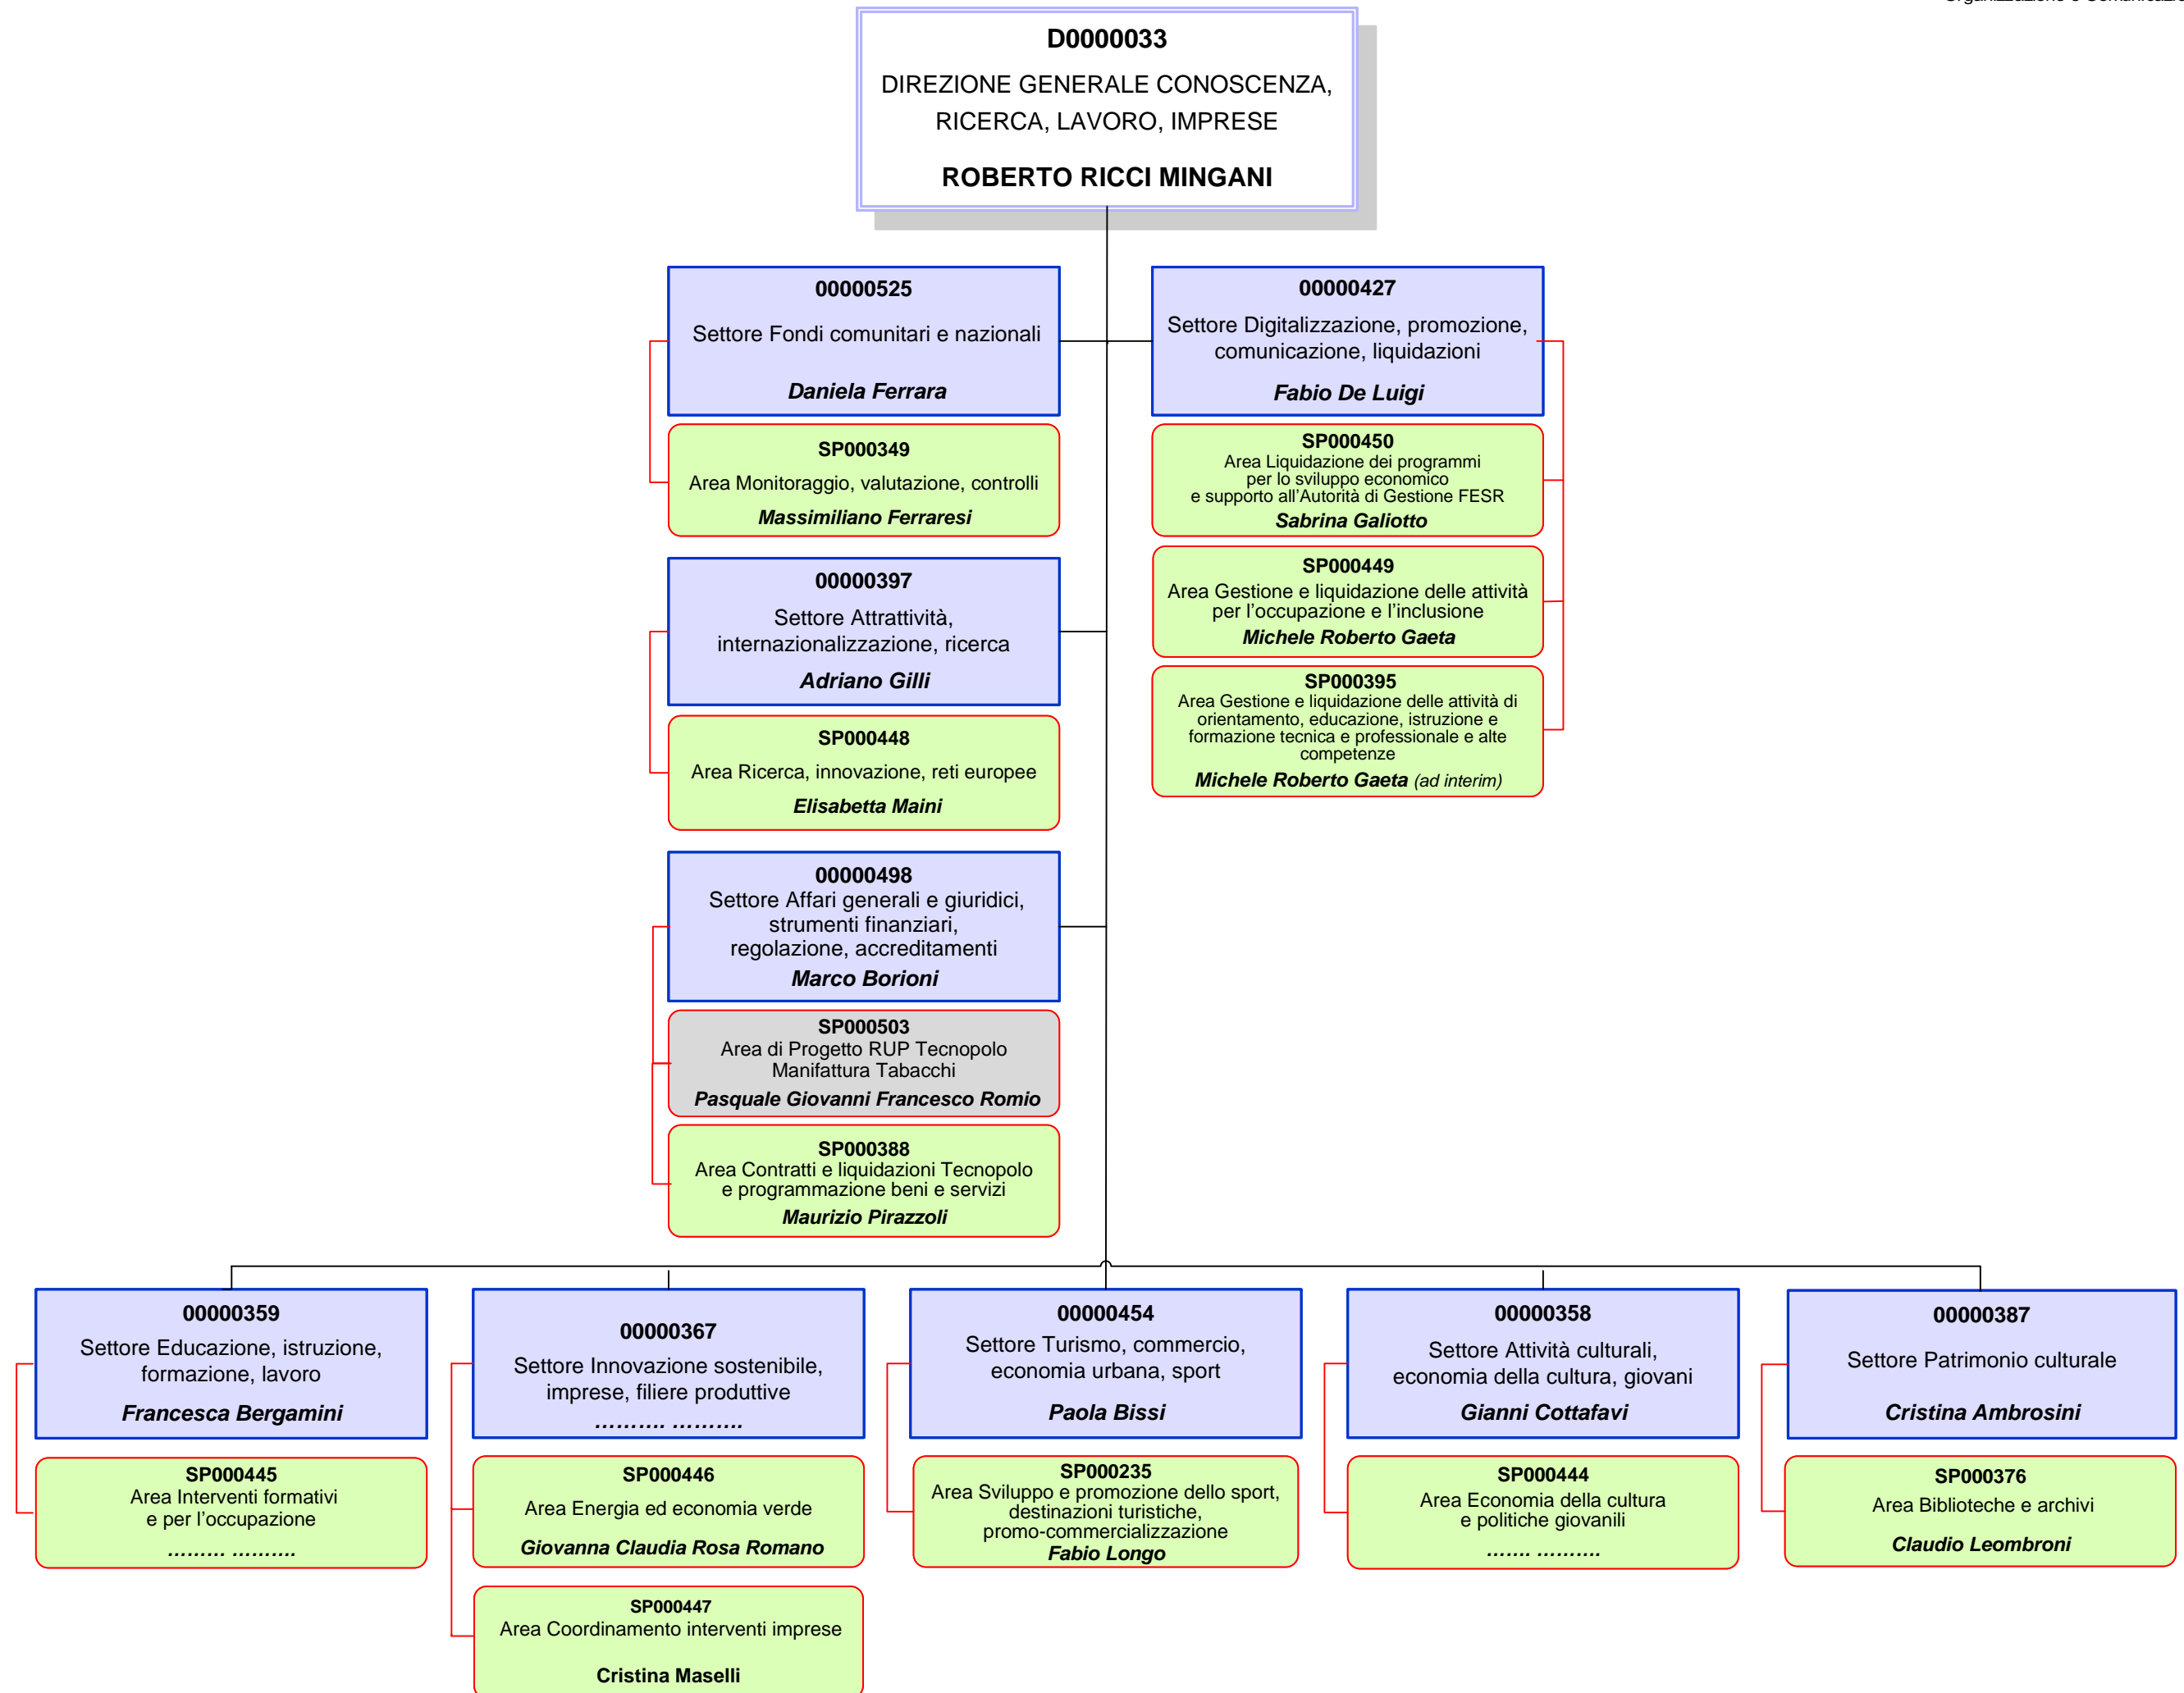 D0000033
DIREZIONE GENERALE CONOSCENZA,
RICERCA, LAVORO, IMPRESE
ROBERTO RICCI MINGANI
00000525
Settore Fondi comunitari e nazionali
Daniela Ferrara
SP000349
Area Monitoraggio, valutazione, controlli
Massimiliano Ferraresi
00000427
Settore Digitalizzazione, promozione,
comunicazione, liquidazioni
Fabio De Luigi
SP000450
Area Liquidazione dei programmi
per lo sviluppo economico
e supporto all'Autorità di Gestione FESR
Sabrina Galiotto
SP000449
Area Gestione e liquidazione delle attività
per l'occupazione e l'inclusione
Michele Roberto Gaeta
SP000395
Area Gestione e liquidazione delle attività di
orientamento, educazione, istruzione e
formazione tecnica e professionale e alte
competenze
Michele Roberto Gaeta (ad interim)
00000397
Settore Attrattività,
internazionalizzazione, ricerca
Adriano Gilli
SP000448
Area Ricerca, innovazione, reti europee
Elisabetta Maini
00000498
Settore Affari generali e giuridici,
strumenti finanziari,
regolazione, accreditamenti
Marco Borioni
SP000503
Area di Progetto RUP Tecnopolo
Manifattura Tabacchi
Pasquale Giovanni Francesco Romio
SP000388
Area Contratti e liquidazioni Tecnopolo
e programmazione beni e servizi
Maurizio Pirazzoli
00000359
Settore Educazione, istruzione,
formazione, lavoro
Francesca Bergamini
SP000445
Area Interventi formativi
e per l'occupazione
……… ……….
00000367
Settore Innovazione sostenibile,
imprese, filiere produttive
………. ……….
SP000446
Area Energia ed economia verde
Giovanna Claudia Rosa Romano
SP000447
Area Coordinamento interventi imprese
Cristina Maselli
00000454
Settore Turismo, commercio,
economia urbana, sport
Paola Bissi
SP000235
Area Sviluppo e promozione dello sport,
destinazioni turistiche,
promo-commercializzazione
Fabio Longo
00000358
Settore Attività culturali,
economia della cultura, giovani
Gianni Cottafavi
SP000444
Area Economia della cultura
e politiche giovanili
……. ……….
00000387
Settore Patrimonio culturale
Cristina Ambrosini
SP000376
Area Biblioteche e archivi
Claudio Leombroni